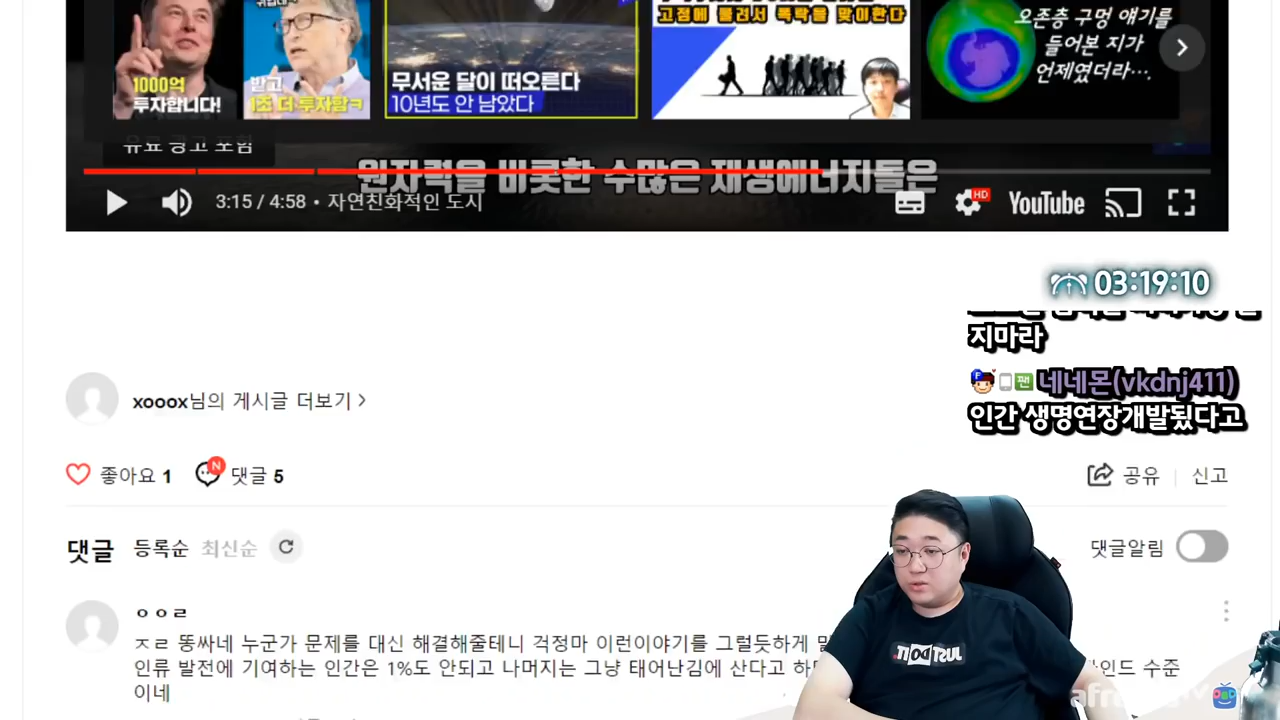 1000억
투자합니다!
받고
1조 더 투자함ㅋ
무서운 달이 떠오른다
10년도 안 남았다
고점에 물려서 폭락을 맞이한다
오존층 구멍 얘기를
들어본 지가
언제였더라….
유료 광고 포함
원자력을 비롯한 수많은 재생에너지들은
3:15 / 4:58 • 자연친화적인 도시
HD
YouTube
03:19:10
지마라
F 팬 네네몬(vkdnj411)
인간 생명연장개발됬다고
xooox님의 게시글 더보기
좋아요 1
N 댓글 5
공유
신고
댓글 등록순 최신순
댓글알림
ㅇㅇㄹ
ㅈㄹ 똥싸네 누군가 문제를 대신 해결해줄테니 걱정마 이런이야기를 그럴듯하게
인류 발전에 기여하는 인간은 1%도 안되고 나머지는 그냥 태어난김에 산다고 수준
이네